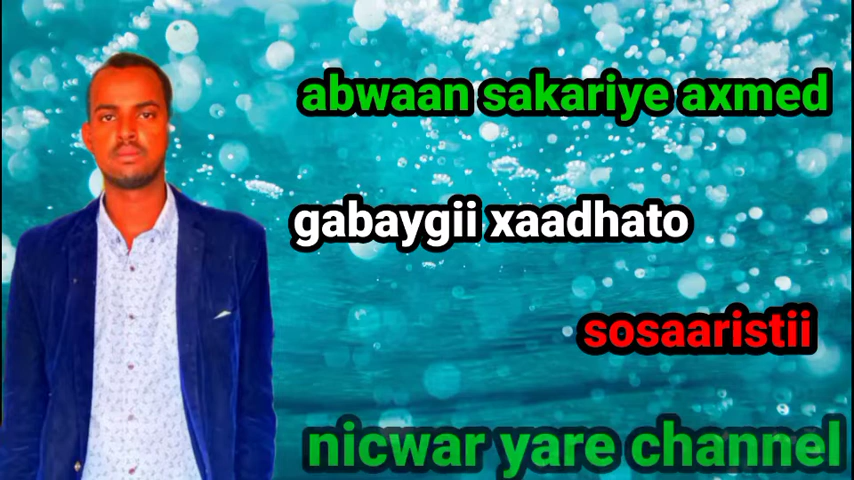 abwaan sakariye axmed
gabaygii xaadhato
sosaaristii
nicwar yare channel